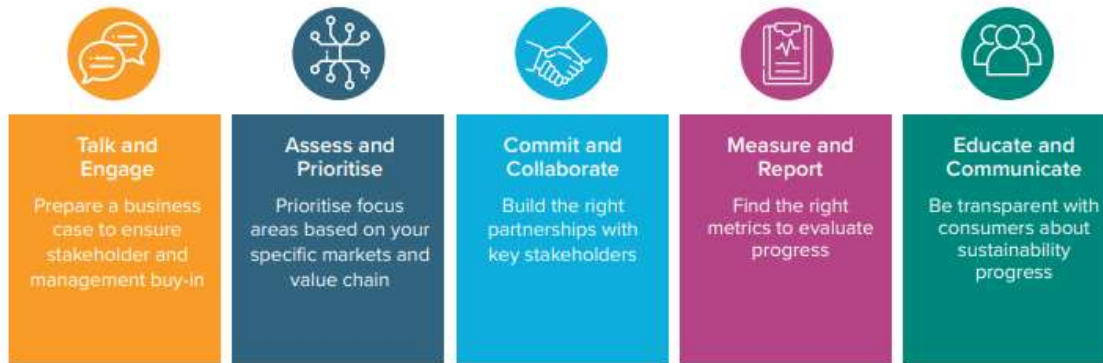 Talk and
Engage
Prepare a business
case to ensure
stakeholder and
management buy-in
Assess and
Prioritise
Prioritise focus
areas based on your
specific markets and
value chain
Commit and
Collaborate
Build the right
partnerships with
key stakeholders
Measure and
Report
Find the right
metrics to evaluate
progress
Educate and
Communicate
Be transparent with
consumers about
sustainability
progress